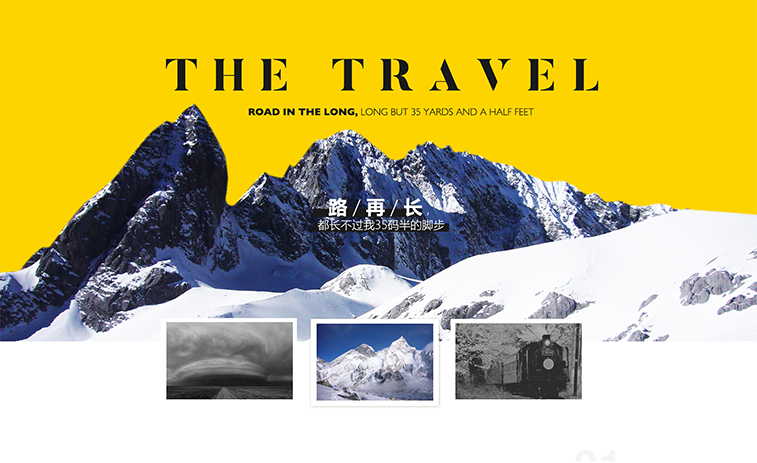 THE TRAVEL
ROAD IN THE LONG, LONG BUT 35 YARDS AND A HALF FEET
路/再/长
都长不过我35码半的脚步